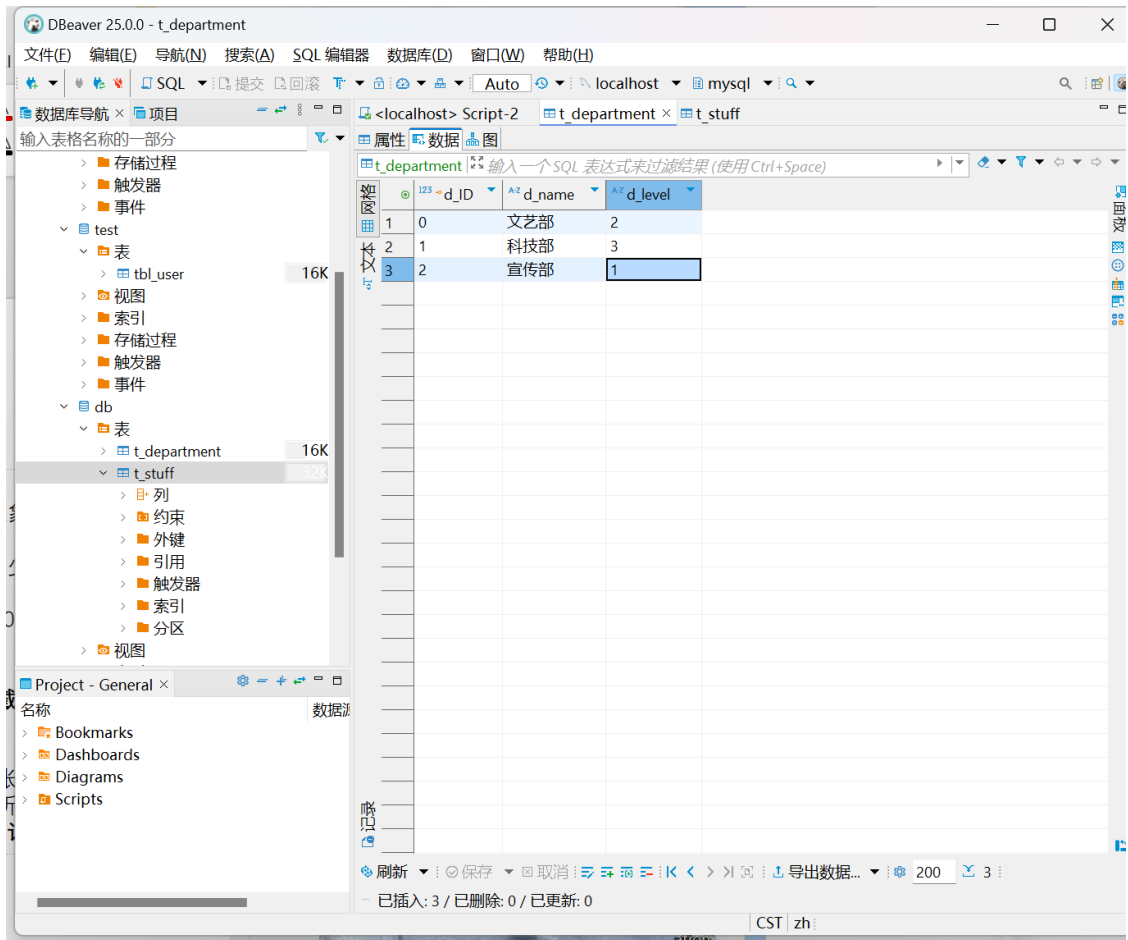 DBeaver 25.0.0 - t_department
文件(F) 编辑(E) 导航(N) 搜索(A) SQL 编辑器 数据库(D) 窗口(W) 帮助(H)
SQL 提交 回滚 Auto localhost mysql
数据库导航 项目
输入表格名称的一部分
存储过程
触发器
事件
test
表
tbl_user 16K
视图
索引
存储过程
触发器
事件
db
表
t_department 16K
t_stuff 32K
列
约束
外键
引用
触发器
索引
分区
视图
Project - General
名称 数据源
Bookmarks
Dashboards
Diagrams
Scripts
<localhost> Script-2 t_department t_stuff
属性 数据 图
t_department 输入一个 SQL 表达式来过滤结果 (使用 Ctrl+Space)
网格
文本
记录
123 d_ID A-Z d_name A-Z d_level
1 0 文艺部 2
2 1 科技部 3
3 2 宣传部 1
面板
刷新 保存 取消 导出数据... 200 3
已插入: 3 / 已删除: 0 / 已更新: 0
CST zh